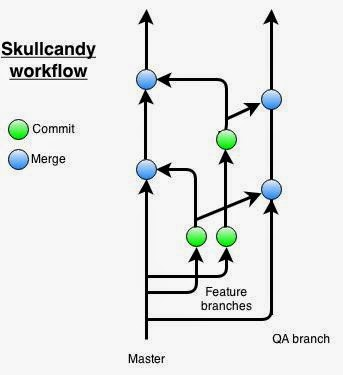 Skullcandy
workflow
Commit
Merge
Feature
branches
QA branch
Master